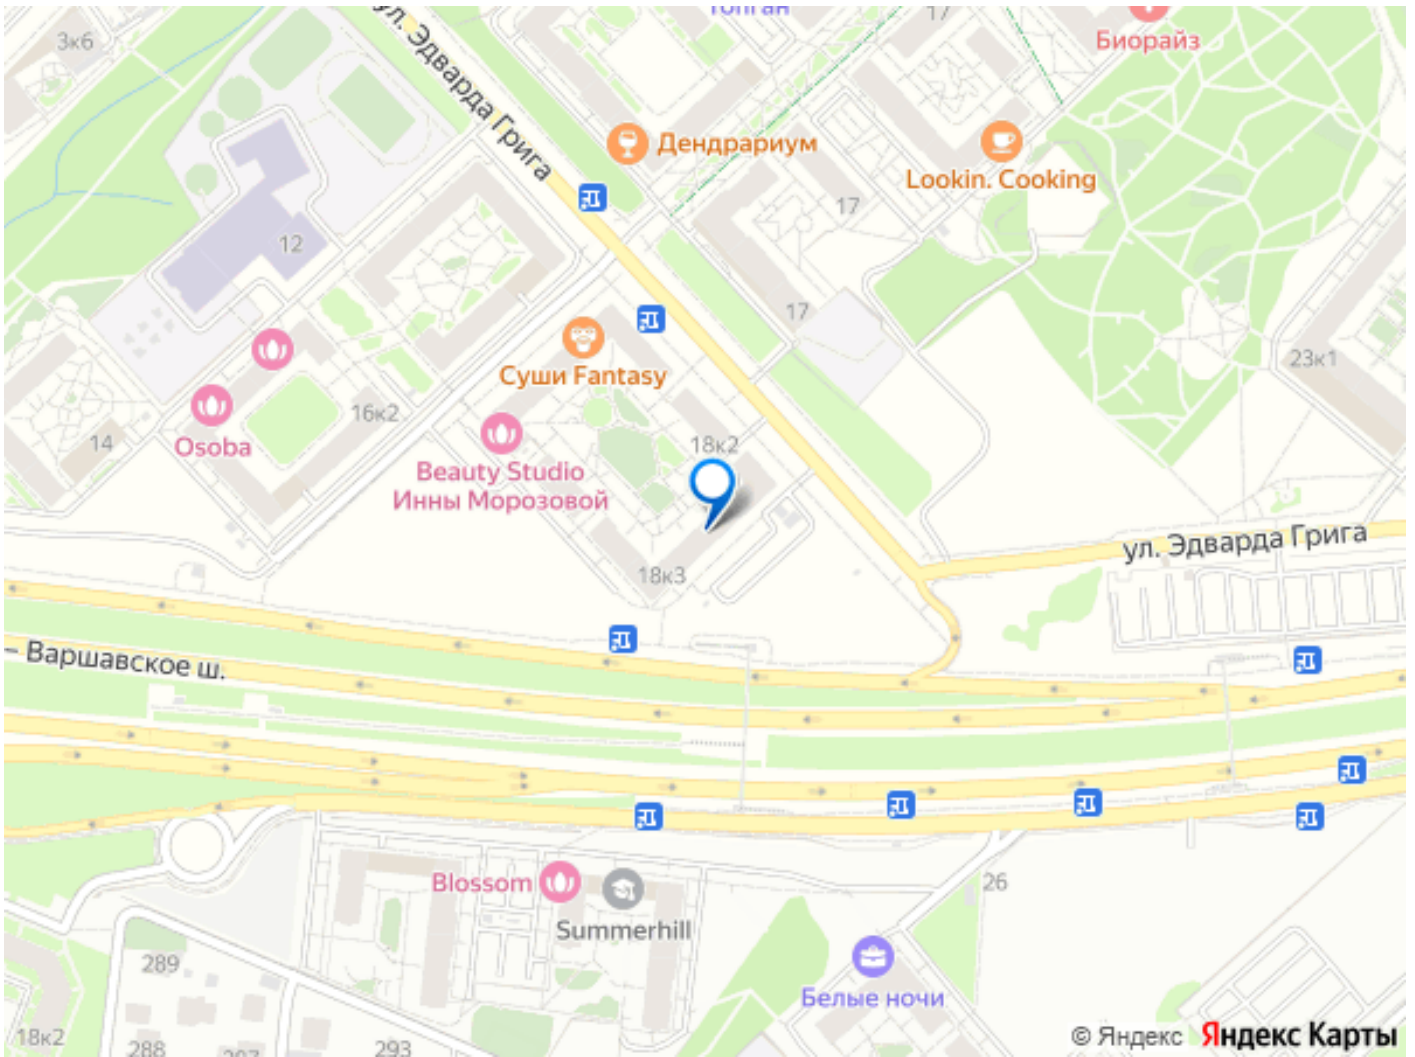 Топган
17
3к6
Биорайз
ул. Эдварда Грига
Дендрариум
Lookin. Cooking
17
12
17
23к1
Суши Fantasy
16к2
14
Osoba
18к2
Beauty Studio
Инны Морозовой
ул. Эдварда Грига
18к3
Варшавское ш.
Blossom
26
Summerhill
289
Белые ночи
18к2
288
293
© Яндекс Яндекс Карты